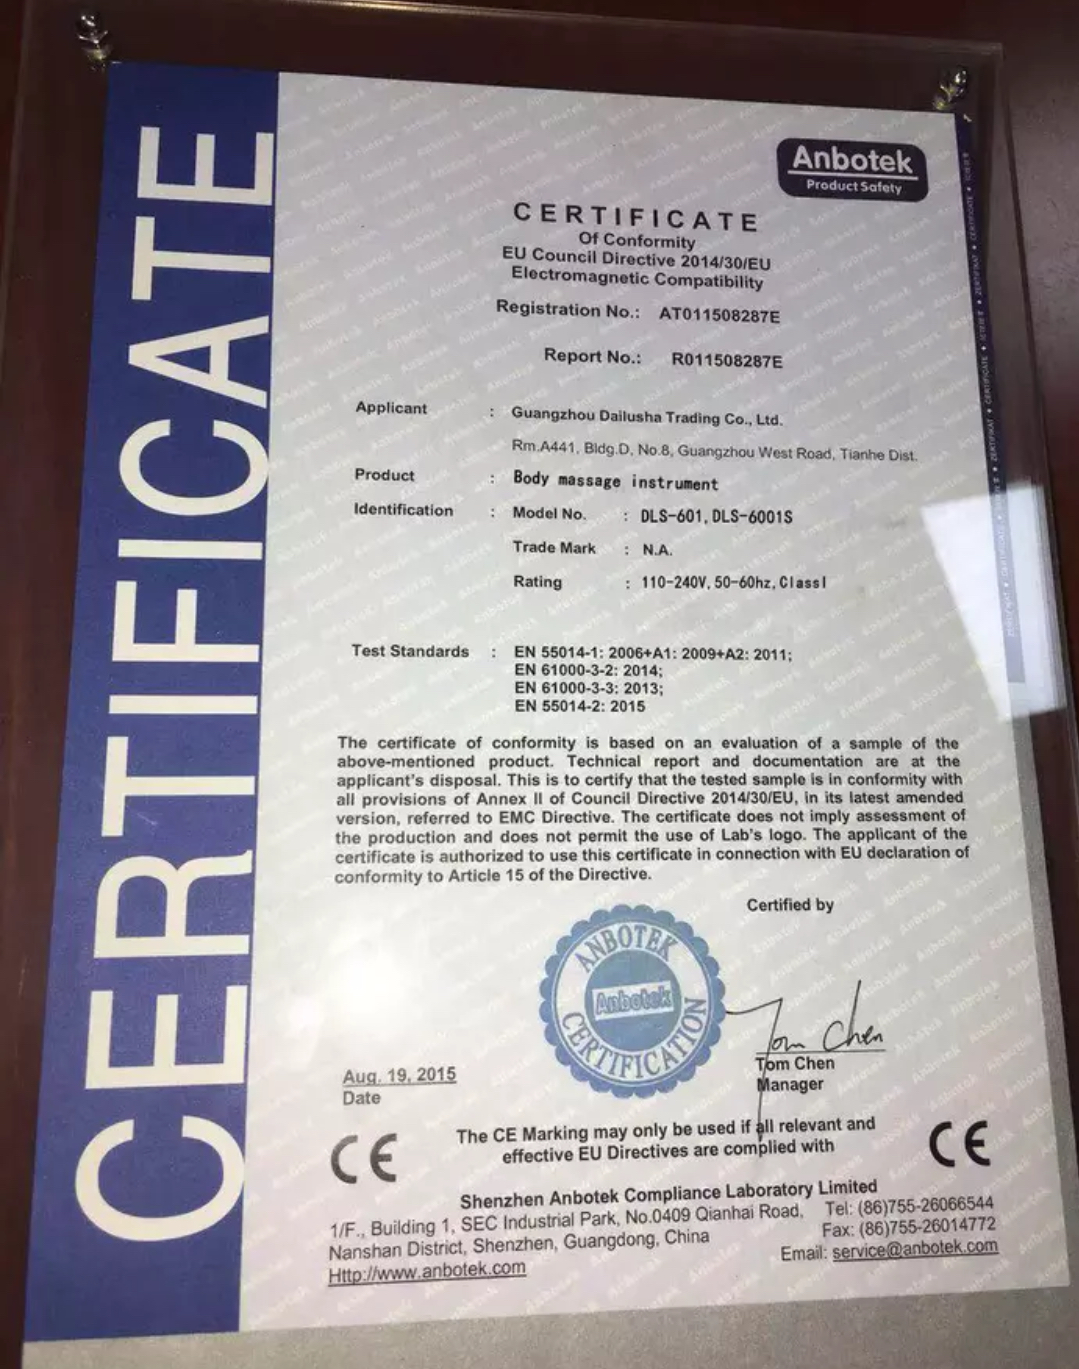 CERTIFICATE
Anbotek
Product Safety
CERTIFICATE
Of Conformity
EU Council Directive 2014/30/EU
Electromagnetic Compatibility
Registration No.: AT011508287E
Report No.: R011508287E
Applicant : Guangzhou Dailusha Trading Co., Ltd.
Rm.A441, Bldg.D, No.8, Guangzhou West Road, Tianhe Dist.
Product : Body massage instrument
Identification : Model No. : DLS-601, DLS-6001S
Trade Mark : N.A.
Rating : 110-240V, 50-60hz, ClassI
Test Standards : EN 55014-1: 2006+A1: 2009+A2: 2011;
EN 61000-3-2: 2014;
EN 61000-3-3: 2013;
EN 55014-2: 2015
The certificate of conformity is based on an evaluation of a sample of the
above-mentioned product. Technical report and documentation are at the
applicant's disposal. This is to certify that the tested sample is in conformity with
all provisions of Annex II of Council Directive 2014/30/EU, in its latest amended
version, referred to EMC Directive. The certificate does not imply assessment of
the production and does not permit the use of Lab's logo. The applicant of the
certificate is authorized to use this certificate in connection with EU declaration of
conformity to Article 15 of the Directive.
Certified by
ANBOTEK
Anbotek
CERTIFICATION
Tom Chen
Tom Chen
Manager
Aug. 19, 2015
Date
CE
The CE Marking may only be used if all relevant and
effective EU Directives are complied with
CE
Shenzhen Anbotek Compliance Laboratory Limited
1/F., Building 1, SEC Industrial Park, No.0409 Qianhai Road, Tel: (86)755-26066544
Nanshan District, Shenzhen, Guangdong, China Fax: (86)755-26014772
Http://www.anbotek.com Email: service@anbotek.com